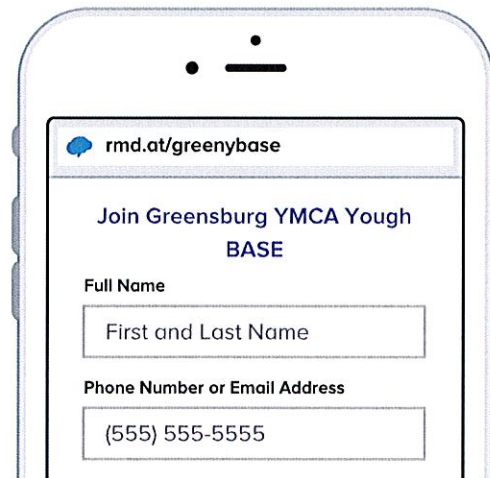 rmd.at/greenybase
Join Greensburg YMCA Yough
BASE
Full Name
First and Last Name
Phone Number or Email Address
(555) 555-5555